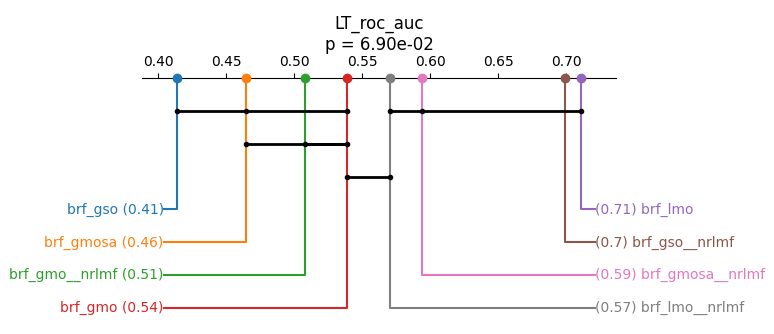 LT_roc_auc
p = 6.90e-02
0.40 0.45 0.50 0.55 0.60 0.65 0.70
brf_gso (0.41) (0.71) brf_lmo
brf_gmosa (0.46) (0.7) brf_gso__nrlmf
brf_gmo__nrlmf (0.51) (0.59) brf_gmosa__nrlmf
brf_gmo (0.54) (0.57) brf_lmo__nrlmf